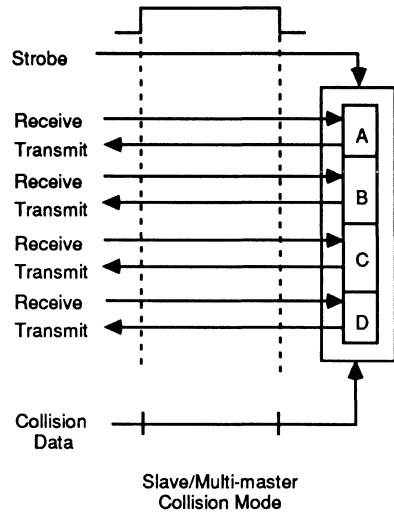 Strobe
Receive
A
Transmit
Receive
B
Transmit
Receive
C
Transmit
Receive
D
Transmit
Collision
Data
Slave/Multi-master
Collision Mode